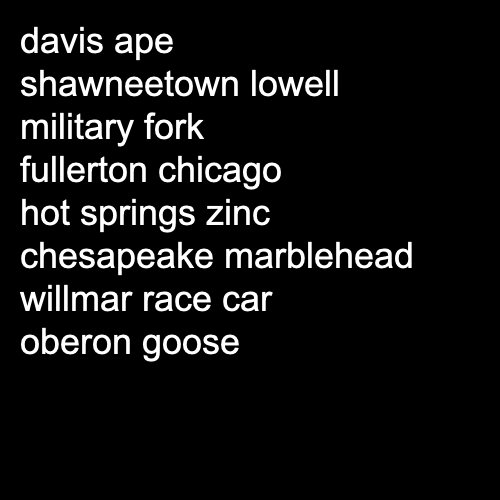 davis ape
shawneetown lowell
military fork
fullerton chicago
hot springs zinc
chesapeake marblehead
willmar race car
oberon goose